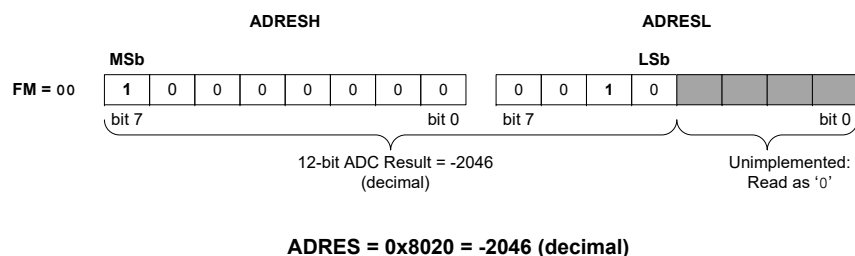 ADRESH ADRESL
MSb LSb
FM = 00 1 0 0 0 0 0 0 0 0 0 1 0
bit 7 bit 0 bit 7 bit 0
12-bit ADC Result = -2046 Unimplemented:
(decimal) Read as ‘0’
ADRES = 0x8020 = -2046 (decimal)